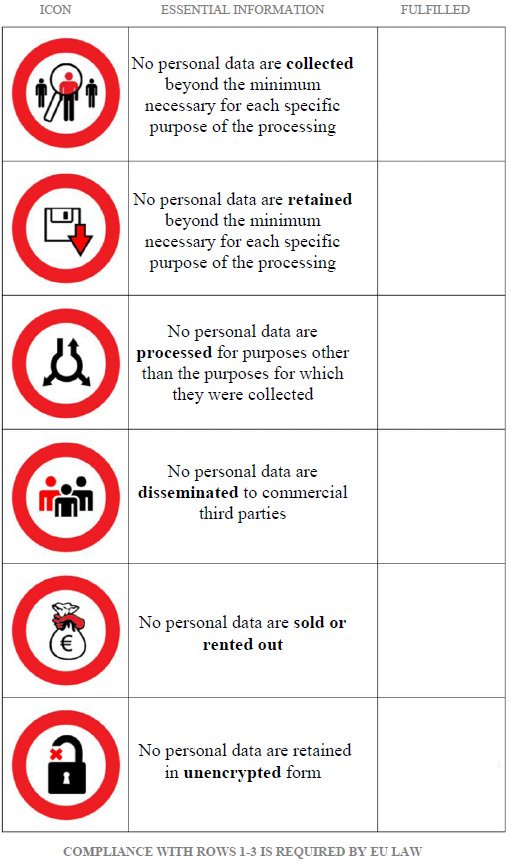 ICON ESSENTIAL INFORMATION FULFILLED
No personal data are collected
beyond the minimum
necessary for each specific
purpose of the processing
No personal data are retained
beyond the minimum
necessary for each specific
purpose of the processing
No personal data are
processed for purposes other
than the purposes for which
they were collected
No personal data are
disseminated to commercial
third parties
€
No personal data are sold or
rented out
No personal data are retained
in unencrypted form
COMPLIANCE WITH ROWS 1-3 IS REQUIRED BY EU LAW